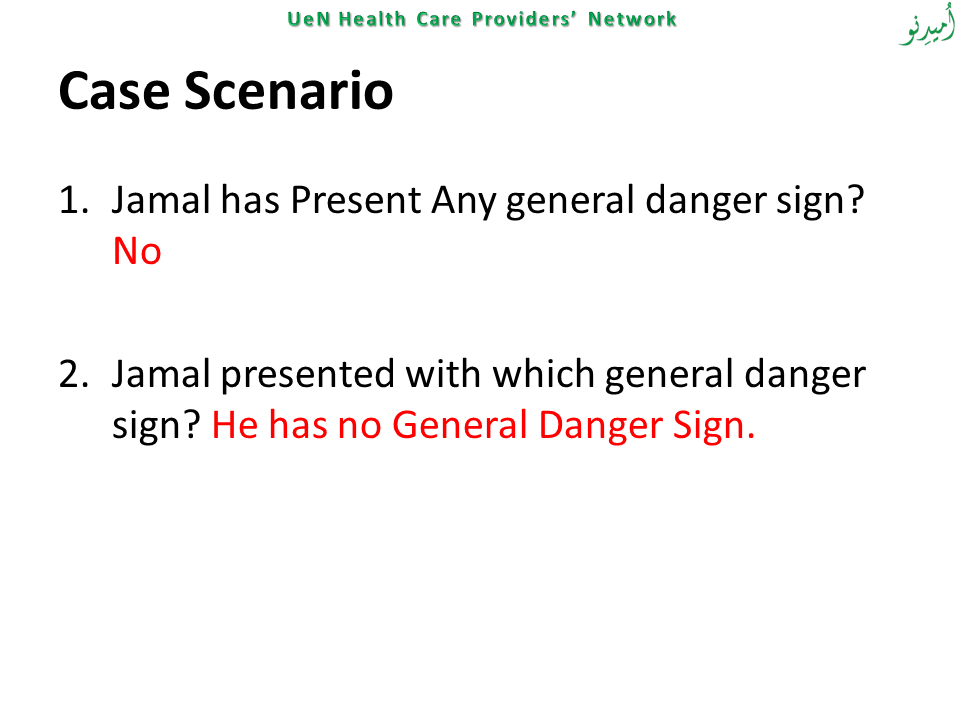 UeN Health Care Providers’ Network
اُمیدِنو
Case Scenario
1. Jamal has Present Any general danger sign?
No
2. Jamal presented with which general danger
sign? He has no General Danger Sign.